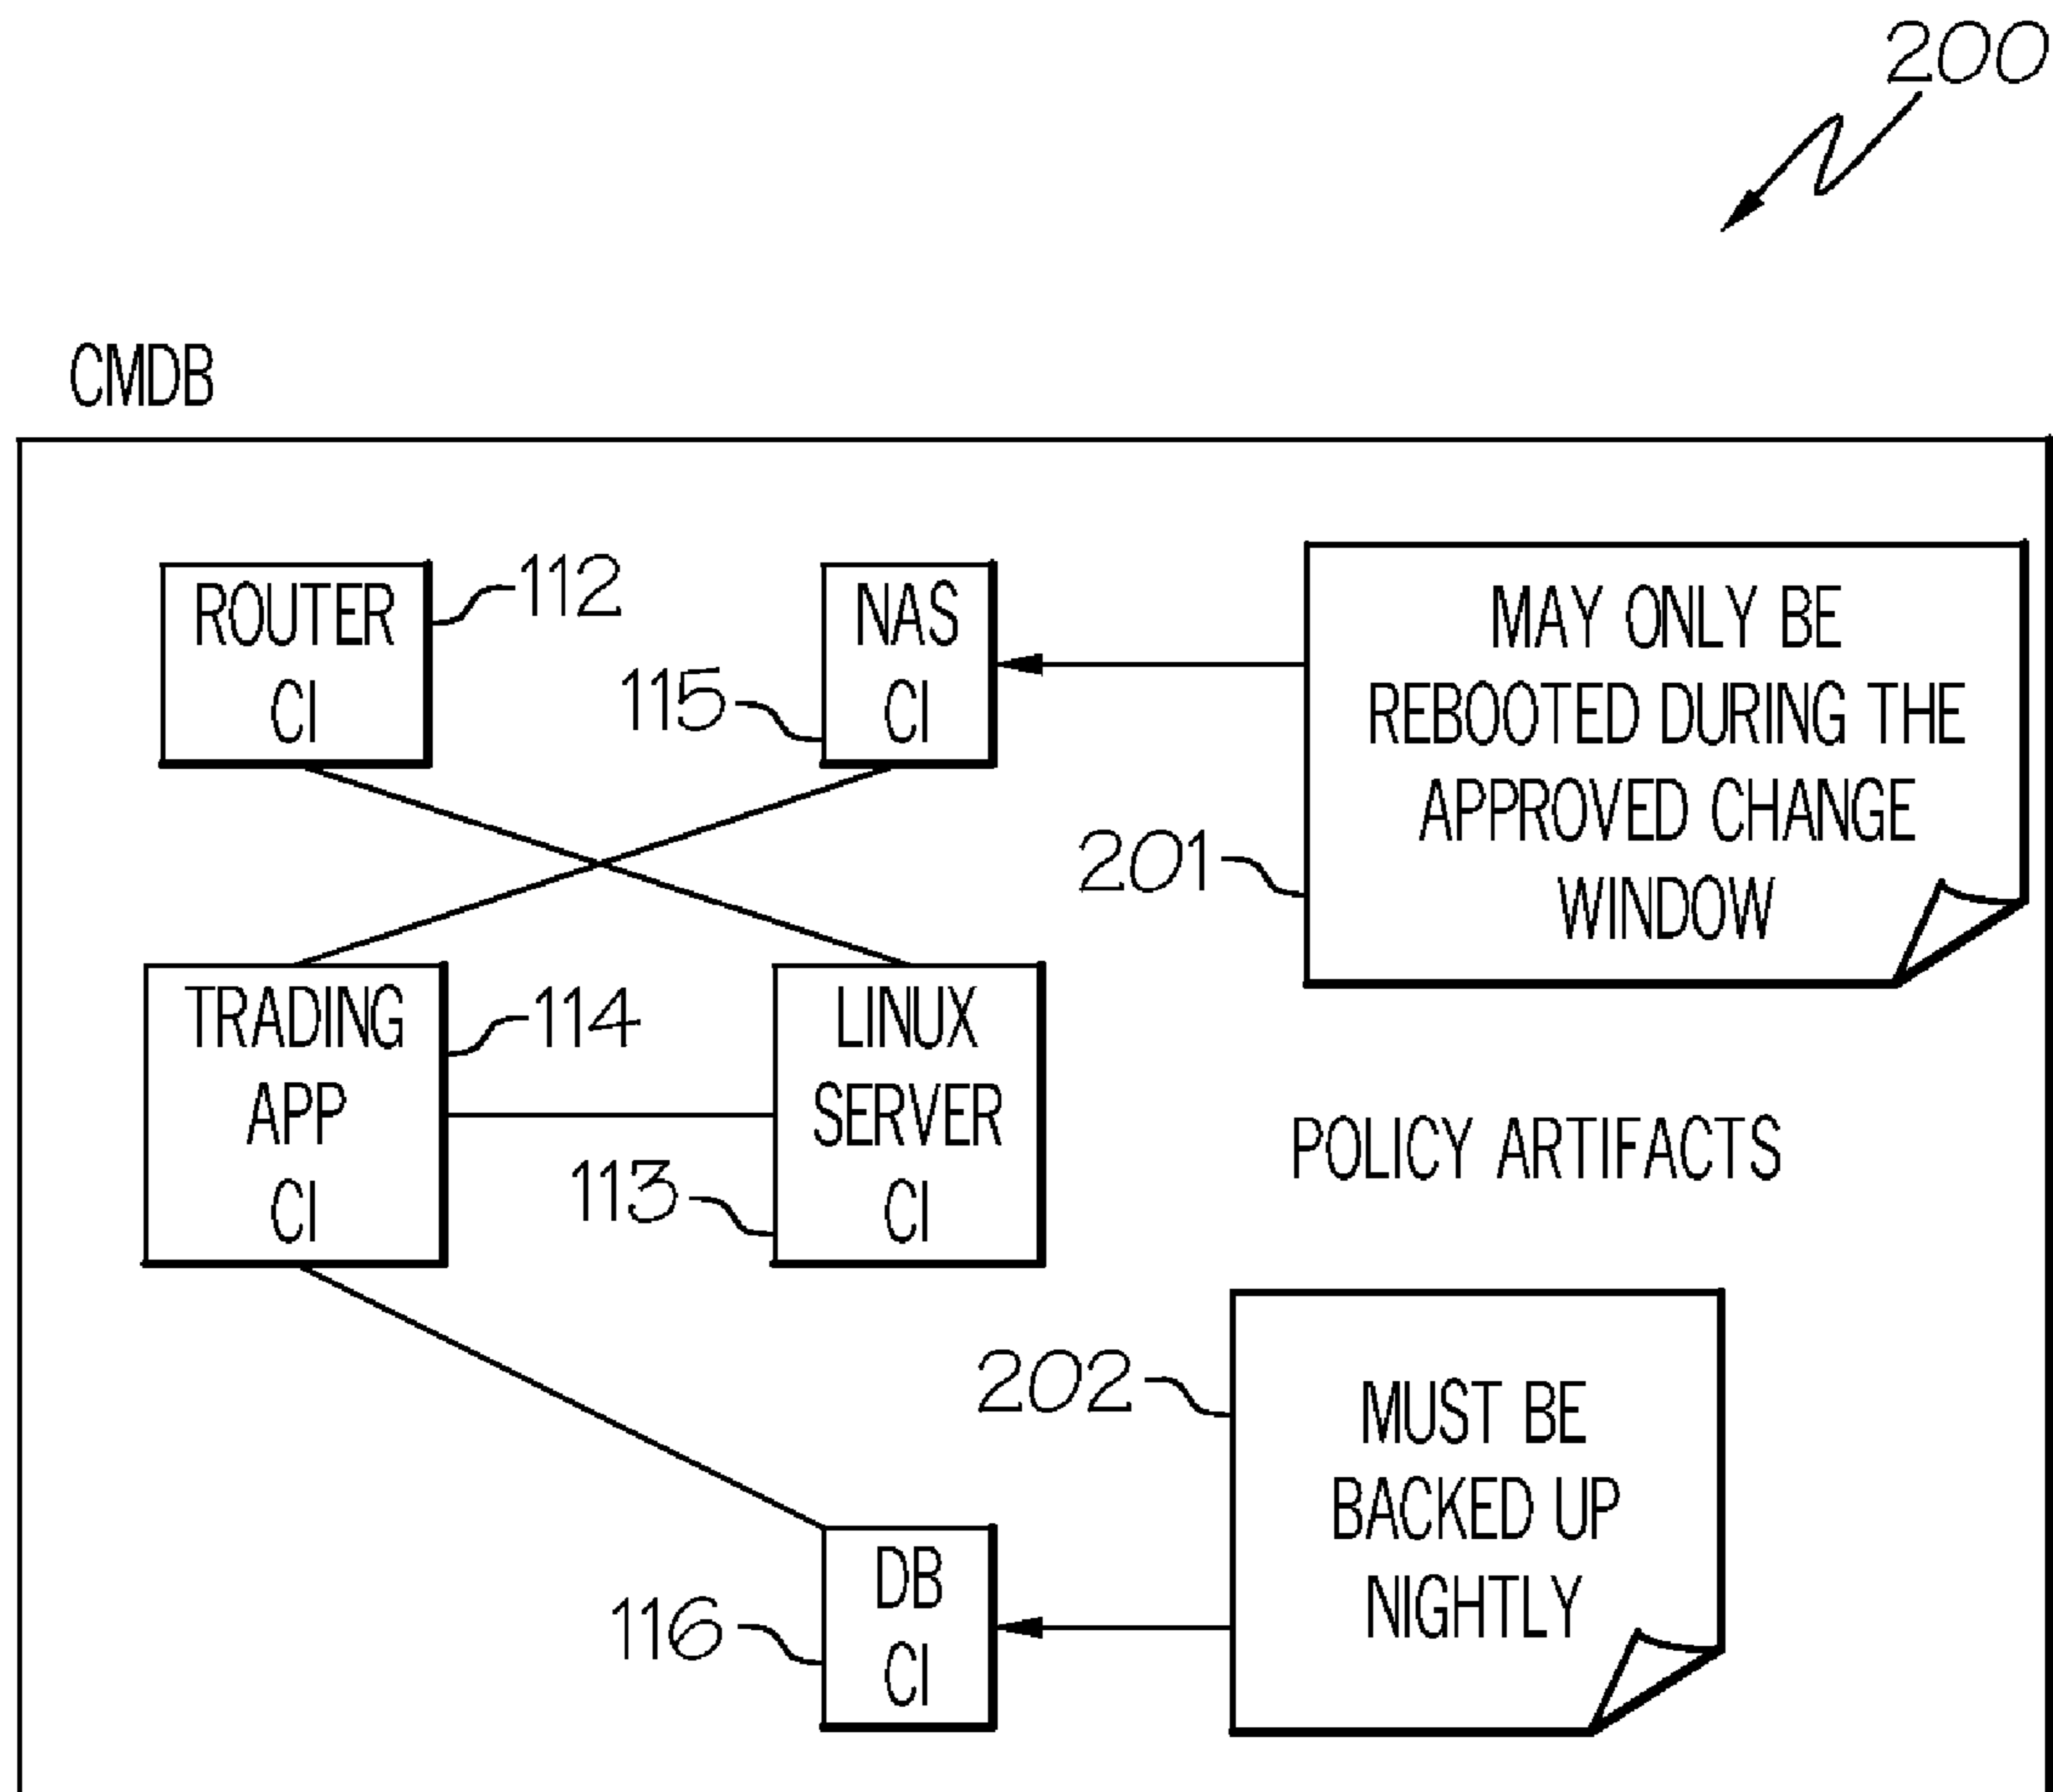 200
CMDB
ROUTER
CI
112
NAS
CI
115
MAY ONLY BE
REBOOTED DURING THE
APPROVED CHANGE
WINDOW
201
TRADING
APP
CI
114
LINUX
SERVER
CI
113
POLICY ARTIFACTS
202
MUST BE
BACKED UP
NIGHTLY
DB
CI
116